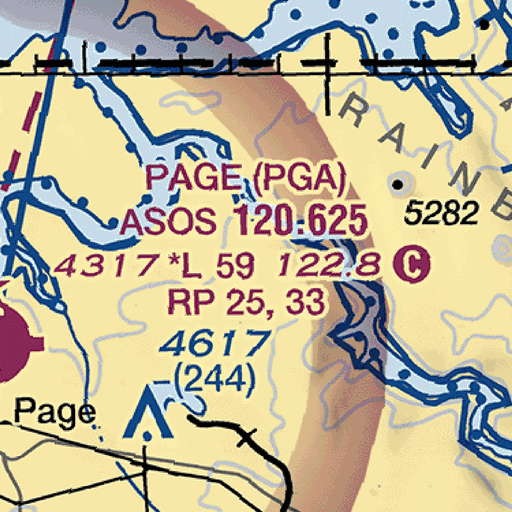 RAINB
PAGE (PGA)
5282
ASOS 120.625
4317 *L 59 122.8 C
RP 25, 33
4617
(244)
Page